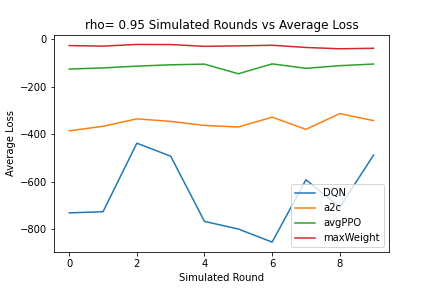 rho= 0.95 Simulated Rounds vs Average Loss
0
−200
−400
−600
−800
Average Loss
0 2 4 6 8
Simulated Round
DQN
a2c
avgPPO
maxWeight